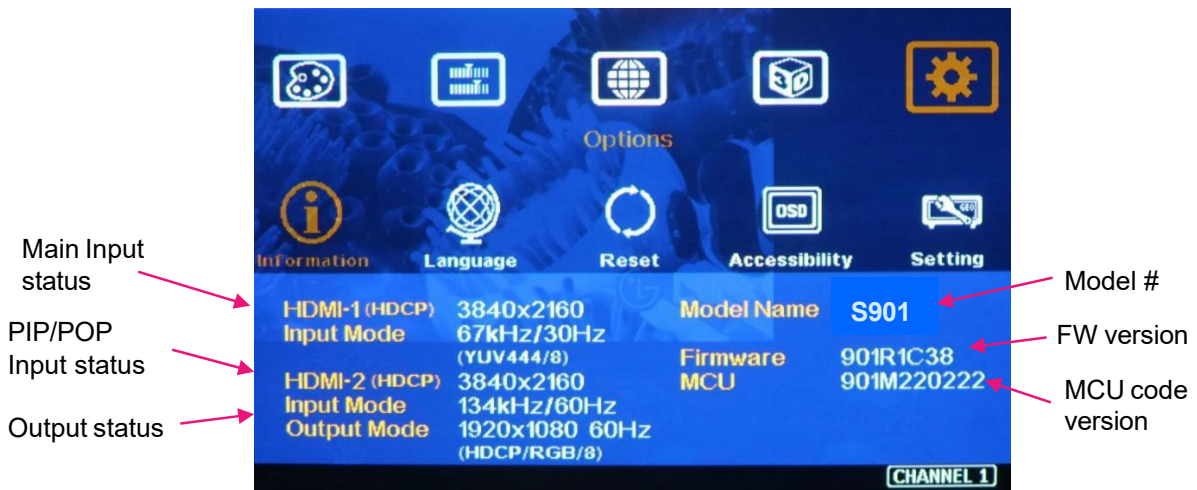 3D
Options
i
OSD
GEO
Information
Language
Reset
Accessibility
Setting
Main Input
status
PIP/POP
Input status
Output status
HDMI-1 (HDCP) 3840x2160
Input Mode 67kHz/30Hz
(YUV444/8)
HDMI-2 (HDCP) 3840x2160
Input Mode 134kHz/60Hz
Output Mode 1920x1080 60Hz
(HDCP/RGB/8)
Model Name S901
Firmware 901R1C38
MCU 901M220222
Model #
FW version
MCU code
version
LG
CHANNEL 1